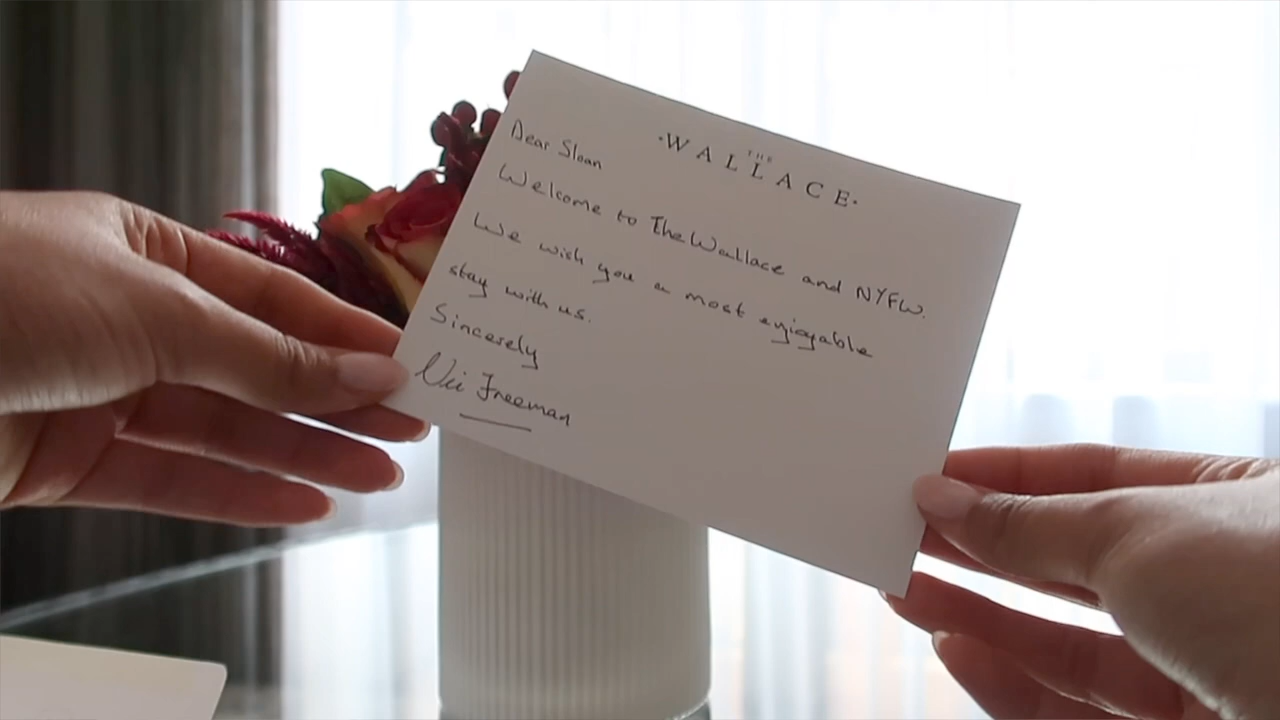 THE
·WALLACE·
Dear Sloan
Welcome to The Wallace and NYFW.
We wish you a most enjoyable
stay with us.
Sincerely
Nii Freeman